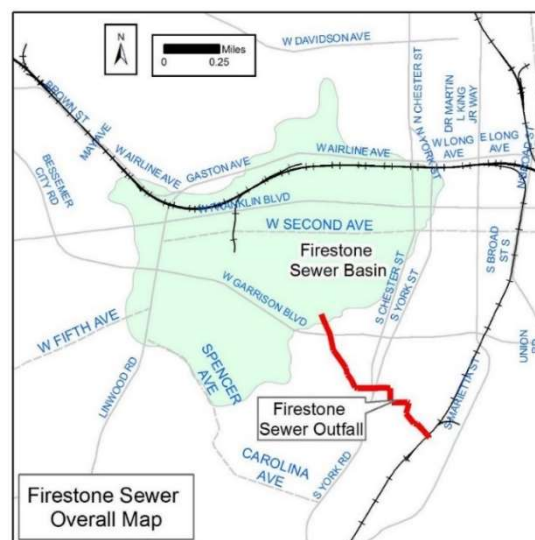 W DAVIDSON AVE
N
Miles
0.25
BROWN ST
MAY AVE
W AIRLINE AVE
GASTON AVE
W AIRLINE AVE
N CHESTER ST
N YORK ST
DR MARTIN
L KING
JR WAY
W LONG
AVE
E LONG
AVE
N BROAD ST
BESSEMER
CITY RD
W FRANKLIN BLVD
W SECOND AVE
Firestone
Sewer Basin
S CHESTER ST
S YORK ST
S BROAD
ST S
W GARRISON BLVD
W FIFTH AVE
LINWOOD RD
SPENCER
AVE
S MARIETTA ST
Firestone
Sewer Outfall
CAROLINA
AVE
S YORK RD
Firestone Sewer
Overall Map